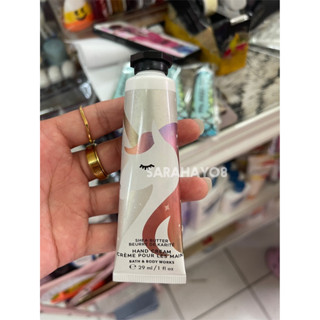 SARAHAYO8
SHEA BUTTER
BEURRE DE KARITÉ
HAND CREAM
CRÈME POUR LES MAINS
BATH & BODY WORKS
e 29 ml / 1 fl oz